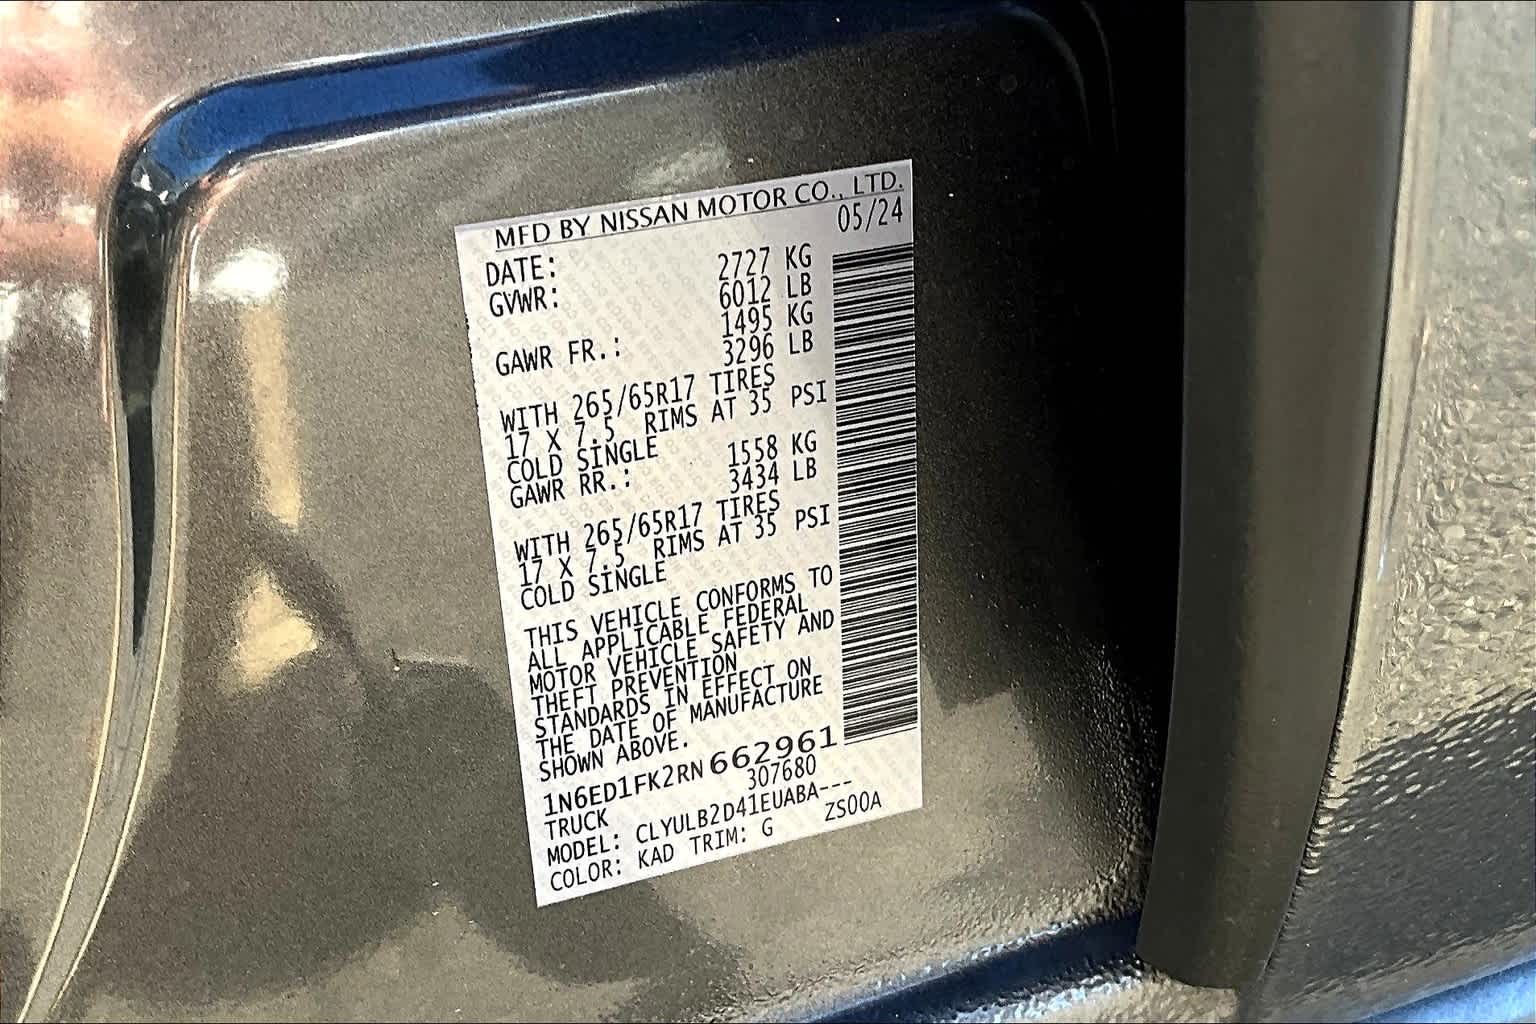 MFD BY NISSAN MOTOR CO., LTD.
DATE: 05/24
GVWR: 2727 KG
6012 LB
GAWR FR.: 1495 KG
3296 LB
WITH 265/65R17 TIRES
17 X 7.5 RIMS AT 35 PSI
COLD SINGLE
GAWR RR.: 1558 KG
3434 LB
WITH 265/65R17 TIRES
17 X 7.5 RIMS AT 35 PSI
COLD SINGLE
THIS VEHICLE CONFORMS TO
ALL APPLICABLE FEDERAL
MOTOR VEHICLE SAFETY AND
THEFT PREVENTION
STANDARDS IN EFFECT ON
THE DATE OF MANUFACTURE
SHOWN ABOVE.
1N6ED1FK2RN662961
TRUCK 307680
MODEL: CLYULB2D41EUABA---
COLOR: KAD TRIM: G ZS00A